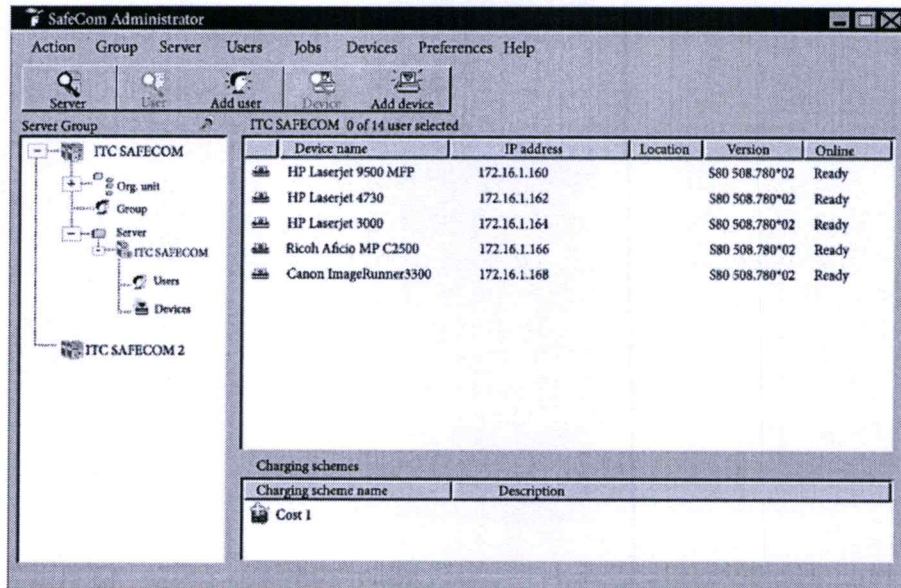 SafeCom Administrator
Action Group Server Users Jobs Devices Preferences Help
Server User Add user Device Add device
Server Group
ITC SAFECOM 0 of 14 user selected
ITC SAFECOM
Org. unit
Group
Server
ITC SAFECOM
Users
Devices
ITC SAFECOM 2
Device name IP address Location Version Online
HP Laserjet 9500 MFP 172.16.1.160 S80 508.780*02 Ready
HP Laserjet 4730 172.16.1.162 S80 508.780*02 Ready
HP Laserjet 3000 172.16.1.164 S80 508.780*02 Ready
Ricoh Aficio MP C2500 172.16.1.166 S80 508.780*02 Ready
Canon ImageRunner3300 172.16.1.168 S80 508.780*02 Ready
Charging schemes
Charging scheme name Description
Cost 1